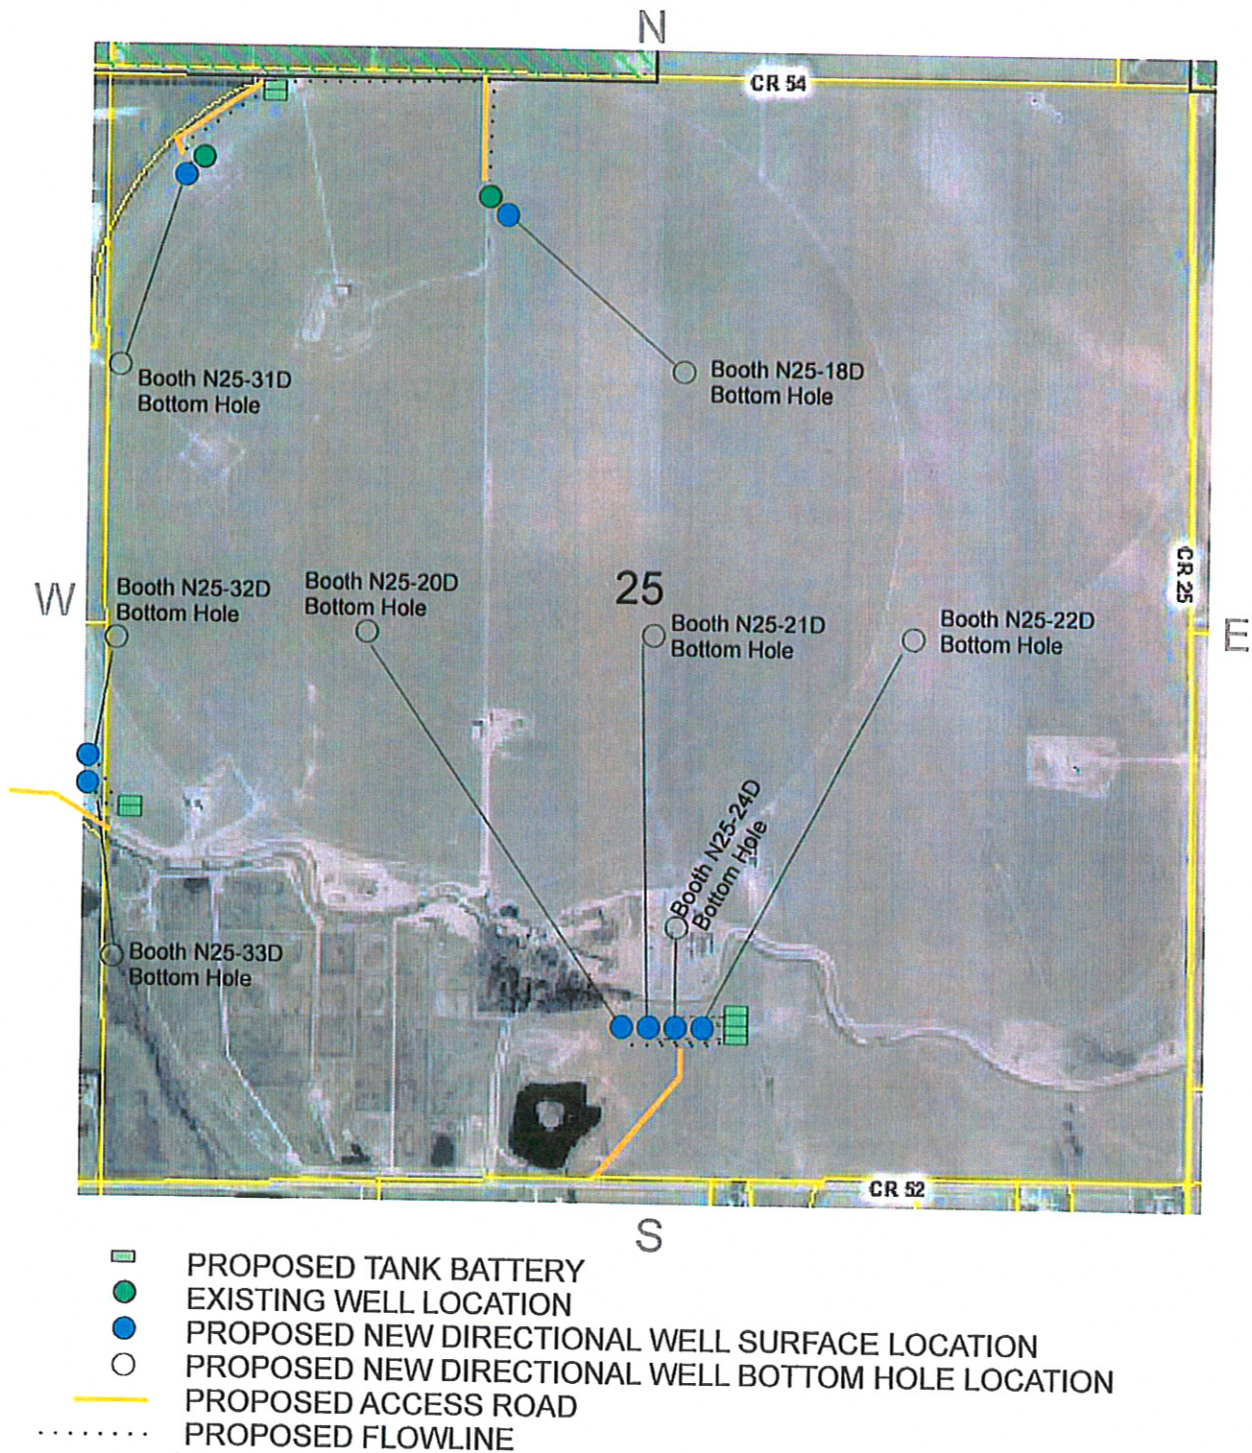 N
CR 54
Booth N25-31D
Bottom Hole
Booth N25-18D
Bottom Hole
W
Booth N25-32D
Bottom Hole
Booth N25-20D
Bottom Hole
25
Booth N25-21D
Bottom Hole
Booth N25-22D
Bottom Hole
CR 25
E
Booth N25-24D
Bottom Hole
Booth N25-33D
Bottom Hole
CR 52
S
PROPOSED TANK BATTERY
EXISTING WELL LOCATION
PROPOSED NEW DIRECTIONAL WELL SURFACE LOCATION
PROPOSED NEW DIRECTIONAL WELL BOTTOM HOLE LOCATION
PROPOSED ACCESS ROAD
PROPOSED FLOWLINE